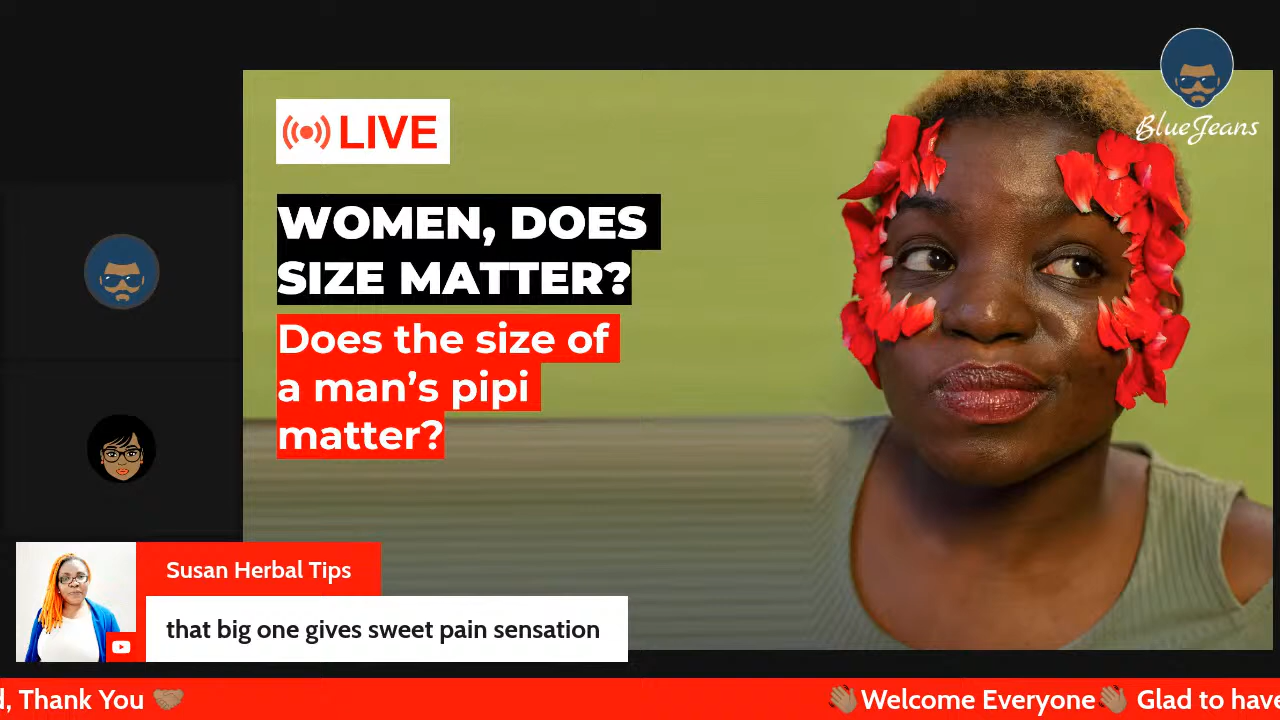 BlueJeans
LIVE
WOMEN, DOES
SIZE MATTER?
Does the size of
a man’s pipi
matter?
Susan Herbal Tips
that big one gives sweet pain sensation
d, Thank You 🤝🏽 👋🏽Welcome Everyone👋🏽 Glad to have